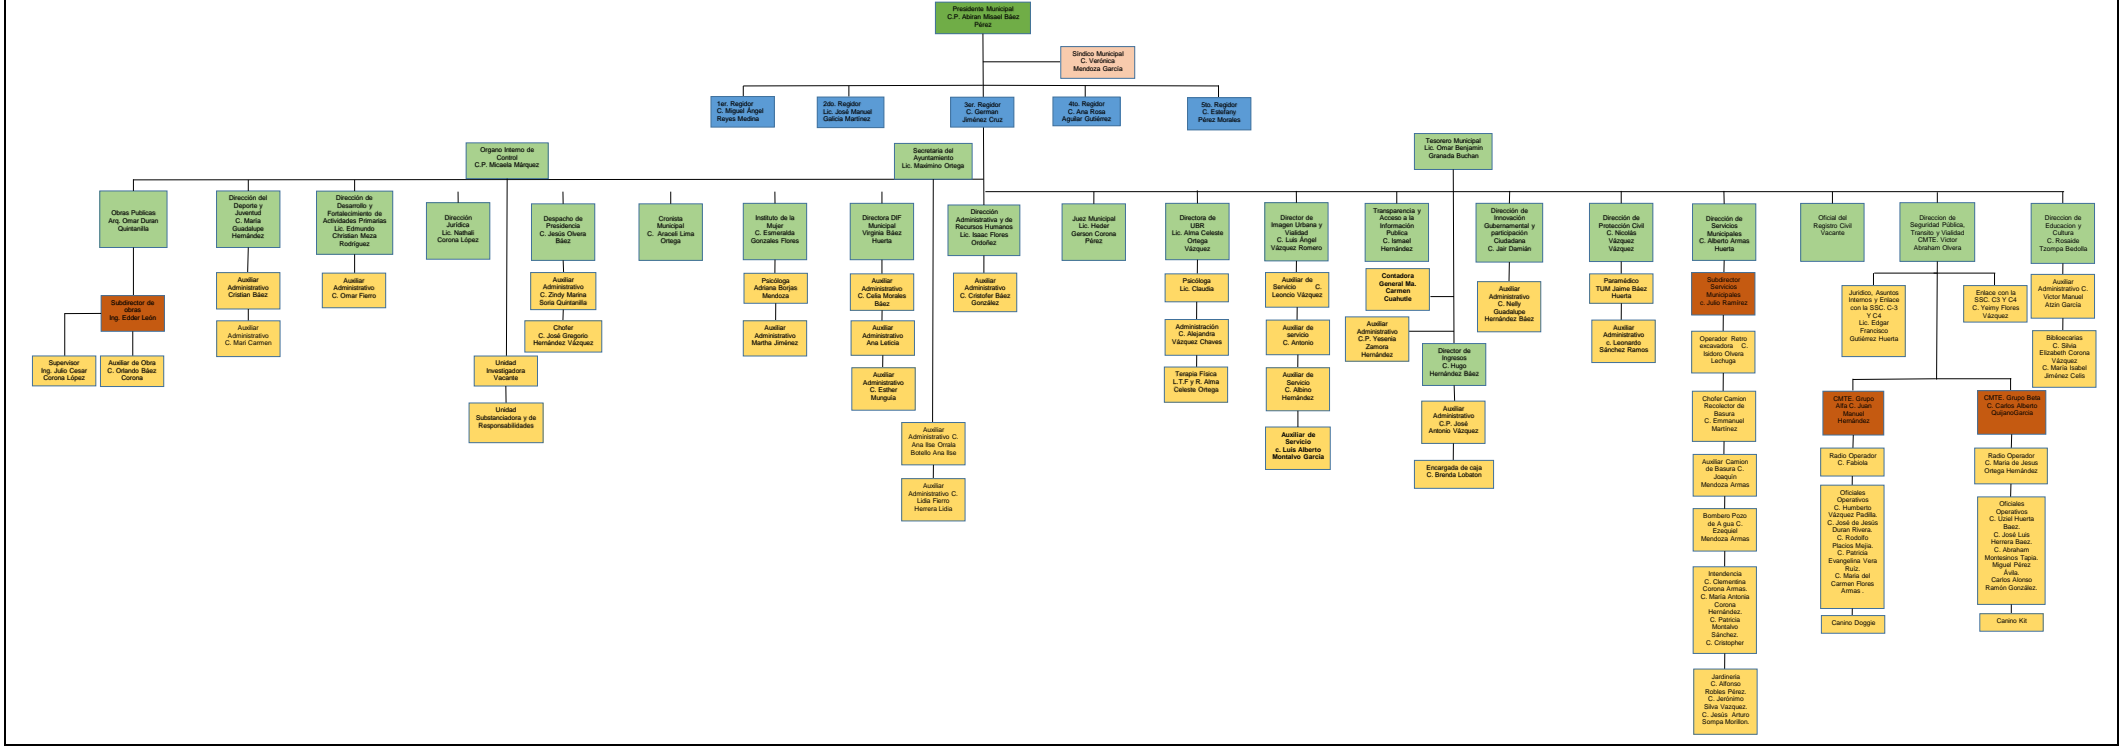 Presidente Municipal
C.P. Abiran Misael Báez
Pérez
Síndico Municipal
C. Verónica
Mendoza García
1er. Regidor
C. Miguel Ángel
Reyes Medina
2do. Regidor
Lic. José Manuel
Galicia Martínez
3er. Regidor
C. German
Jiménez Cruz
4to. Regidor
C. Ana Rosa
Aguilar Gutiérrez
5to. Regidor
C. Estefany
Pérez Morales
Organo Interno de
Control
C.P. Micaela Márquez
Secretaria del
Ayuntamiento
Lic. Maximino Ortega
Tesorero Municipal
Lic. Omar Benjamin
Granada Buchan
Obras Publicas
Arq. Omar Duran
Quintanilla
Dirección del
Deporte y
Juventud
C. María
Guadalupe
Hernández
Dirección de
Desarrollo y
Fortalecimiento de
Actividades Primarias
Lic. Edmundo
Christian Meza
Rodríguez
Dirección
Jurídica
Lic. Nathali
Corona López
Despacho de
Presidencia
C. Jesús Olvera
Báez
Cronista
Municipal
C. Araceli Lima
Ortega
Instituto de la
Mujer
C. Esmeralda
Gonzales Flores
Directora DIF
Municipal
Virginia Báez
Huerta
Dirección
Administrativa y de
Recursos Humanos
Lic. Isaac Flores
Ordoñez
Juez Municipal
Lic. Heder
Gerson Corona
Pérez
Directora de
UBR
Lic. Alma Celeste
Ortega
Vázquez
Director de
Imagen Urbana y
Vialidad
C. Luis Ángel
Vázquez Romero
Transparencia y
Acceso a la
Información
Publica
C. Ismael
Hernández
Dirección de
Innovación
Gubernamental y
participación
Ciudadana
C. Jair Damián
Dirección de
Protección Civil
C. Nicolás
Vázquez
Vázquez
Dirección de
Servicios
Municipales
C. Alberto Armas
Huerta
Oficial del
Registro Civil
Vacante
Direccion de
Seguridad Pública,
Transito y Vialidad
CMTE. Victor
Abraham Olvera
Direccion de
Educacion y
Cultura
C. Rosaide
Tzompa Bedolla
Subdirector de
obras
Ing. Edder León
Supervisor
Ing. Julio Cesar
Corona López
Auxiliar de Obra
C. Orlando Báez
Corona
Auxiliar
Administrativo
Cristian Báez
Auxiliar
Administrativo
C. Mari Carmen
Auxiliar
Administrativo
C. Omar Fierro
Unidad
Investigadora
Vacante
Unidad
Substanciadora y de
Responsabilidades
Auxiliar
Administrativo
C. Zindy Marina
Soria Quintanilla
Chofer
C. José Gregorio
Hernández Vázquez
Psicóloga
Adriana Borjas
Mendoza
Auxiliar
Administrativo
Martha Jiménez
Auxiliar
Administrativo
C. Celia Morales
Báez
Auxiliar
Administrativo
Ana Leticia
Auxiliar
Administrativo
C. Esther
Munguia
Auxiliar
Administrativo C.
Ana Ilse Orrala
Botello Ana Ilse
Auxiliar
Administrativo C.
Lidia Fierro
Herrera Lidia
Auxiliar
Administrativo
C. Cristofer Báez
González
Psicóloga
Lic. Claudia
Administración
C. Alejandra
Vázquez Chaves
Terapia Física
L.T.F y R. Alma
Celeste Ortega
Auxiliar de
Servicio C.
Leoncio Vázquez
Auxiliar de
servicio
C. Antonio
Auxiliar de
Servicio
C. Albino
Hernández
Auxiliar de
Servicio
c. Luis Alberto
Montalvo García
Contadora
General Ma.
Carmen
Cuahutle
Auxiliar
Administrativo
C.P. Yesenia
Zamora
Hernández
Director de
Ingresos
C. Hugo
Hernández Báez
Auxiliar
Administrativo
C.P. José
Antonio Vázquez
Encargada de caja
C. Brenda Lobaton
Auxiliar
Administrativo
C. Nelly
Guadalupe
Hernández Báez
Paramédico
TUM Jaime Báez
Huerta
Auxiliar
Administrativo
c. Leonardo
Sánchez Ramos
Subdirector
Servicios
Municipales
c. Julio Ramírez
Operador Retro
excavadora C.
Isidoro Olvera
Lechuga
Chofer Camion
Recolector de
Basura
C. Emmanuel
Martínez
Auxiliar Camion
de Basura C.
Joaquín
Mendoza Armas
Bombero Pozo
de A gua C.
Ezequiel
Mendoza Armas
Intendencia
C. Clementina
Corona Armas.
C. María Antonia
Corona
Hernández.
C. Patricia
Montalvo
Sánchez.
C. Cristopher
Jardineria
C. Alfonso
Robles Pérez.
C. Jerónimo
Silva Vazquez.
C. Jesús Arturo
Sompa Morillon.
Juridico, Asuntos
Internos y Enlace
con la SSC. C-3
Y C4
Lic. Edgar
Francisco
Gutiérrez Huerta
Enlace con la
SSC. C3 Y C4
C. Yeimy Flores
Vázquez
CMTE. Grupo
Alfa C. Juan
Manuel
Hernández
Radio Operador
C. Fabiola
Oficiales
Operativos
C. Humberto
Vázquez Padilla.
C. José de Jesús
Duran Rivera.
C. Rodolfo
Placios Mejia.
C. Patricia
Evangelina Vera
Ruíz.
C. Maria del
Carmen Flores
Armas .
Canino Doggie
CMTE. Grupo Beta
C. Carlos Alberto
QuijanoGarcia
Radio Operador
C. Maria de Jesus
Ortega Hernández
Oficiales
Operativos
C. Uziel Huerta
Baez.
C. José Luis
Herrera Baez.
C. Abraham
Montesinos Tapia.
Miguel Pérez
Ávila.
Carlos Alonso
Ramón González.
Canino Kit
Auxiliar
Administrativo C.
Victor Manuel
Atzin Garcia
Biblioecarias
C. Silvia
Elizabeth Corona
Vázquez
C. María Isabel
Jiménez Celis